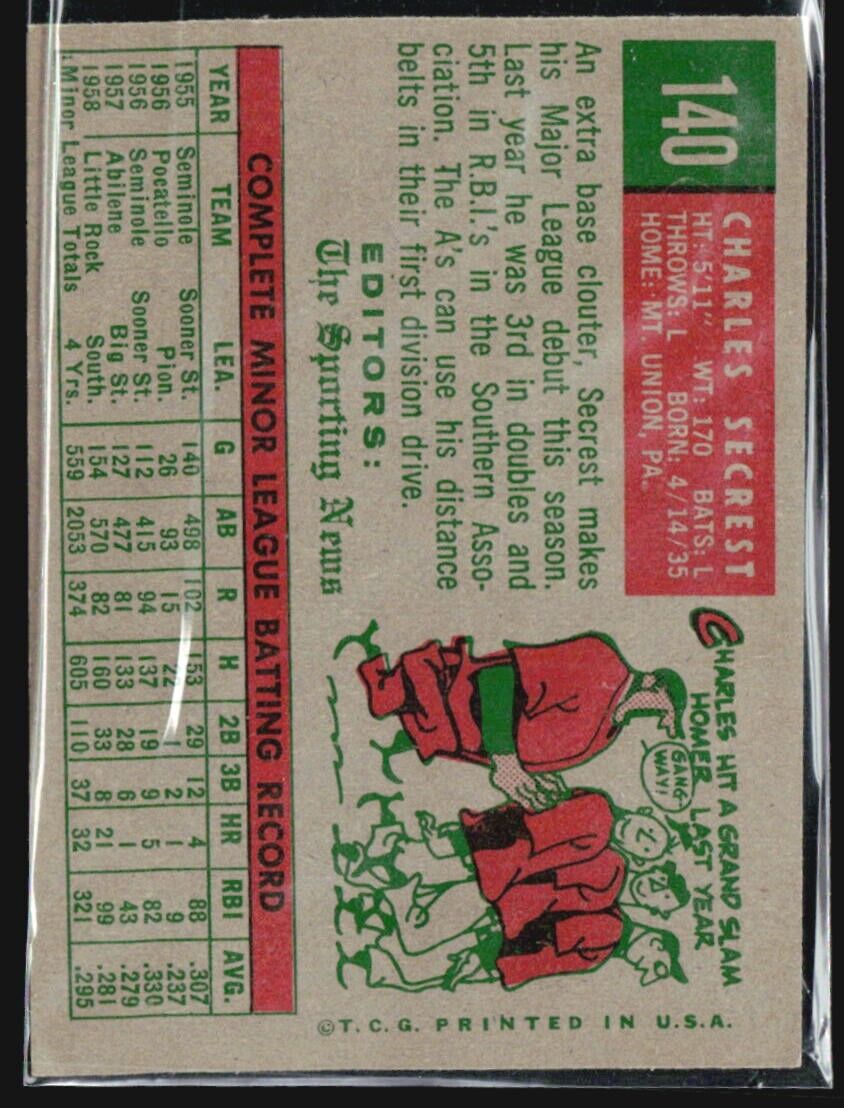 140
CHARLES SECREST
HT: 5'11" WT: 170 BATS: L
THROWS: L BORN: 4/14/35
HOME: MT. UNION, PA.
An extra base clouter, Secrest makes
his Major League debut this season.
Last year he was 3rd in doubles and
5th in R.B.I.'s in the Southern Asso-
ciation. The A's can use his distance
belts in their first division drive.
EDITORS:
The Sporting News
CHARLES HIT A GRAND SLAM
HOMER LAST YEAR
GANG
WAY!
COMPLETE MINOR LEAGUE BATTING RECORD
YEAR TEAM LEA. G AB R H 2B 3B HR RBI AVG.
1955 Seminole Sooner St. 140 498 102 153 29 12 4 88 .307
1956 Pocatello Pion. 26 93 15 22 1 2 1 9 .237
1956 Seminole Sooner St. 112 415 94 137 19 9 5 82 .330
1957 Abilene Big St. 127 477 81 133 28 6 1 43 .279
1958 Little Rock South. 154 570 82 160 33 8 21 99 .281
Minor League Totals 4 Yrs. 559 2053 374 605 110 37 32 321 .295
©T.C.G. PRINTED IN U.S.A.